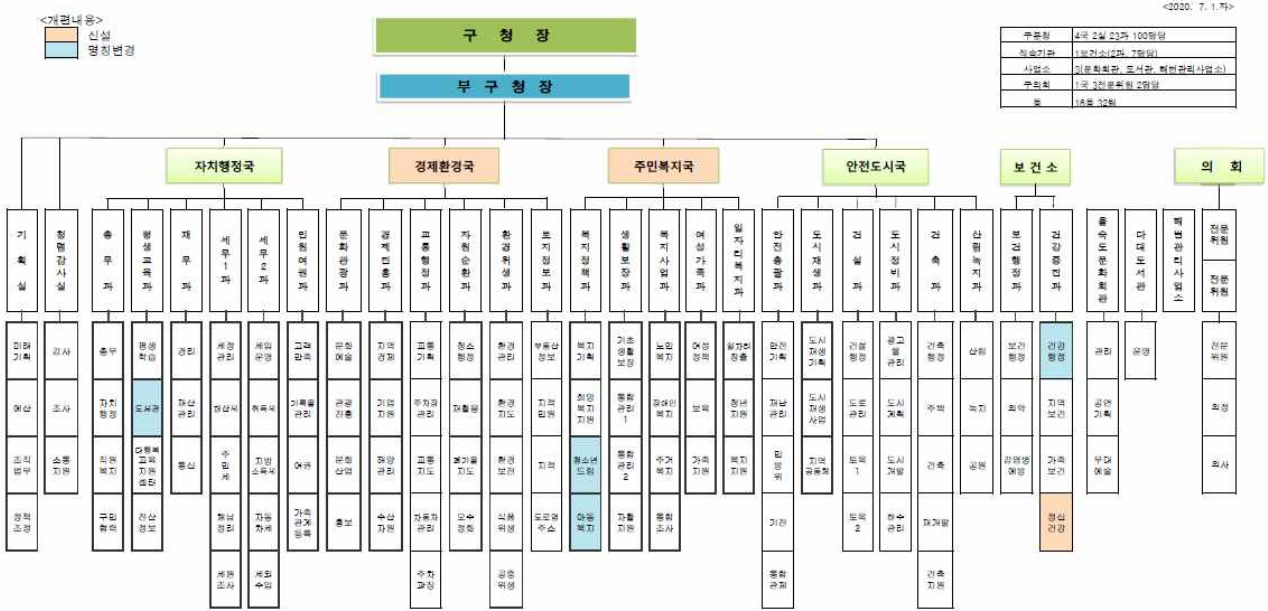 <2020. 7. 1.자>
<개편내용>
신설
명칭변경
구 청 장
부 구 청 장
구본청 4국 2실 23과 100담당
직속기관 1보건소(2과, 7담당)
사업소 3(문화회관, 도서관, 해변관리사업소)
구의회 1국 3전문위원 2담당
동 16동 32팀
자치행정국
경제환경국
주민복지국
안전도시국
보 건 소
의 회
기획실
미래기획
예산
조직법무
정책조정
청렴감사실
감사
조사
소통지원
총무과
총무
자치행정
직원복지
구민협력
평생교육과
평생학습
도서관
다행복교육지원센터
전산정보
재무과
경리
재산관리
통신
세무1과
세정관리
재산세
주민세
체납정리
세원조사
세무2과
세입운영
취득세
지방소득세
자동차세
세외수입
민원여권과
고객만족
기록물관리
여권
가족관계등록
문화관광과
문화예술
관광진흥
문화산업
홍보
경제진흥과
지역경제
기업지원
해양관리
수산자원
교통행정과
교통기획
주차장관리
교통지도
자동차관리
주차과징
자원순환과
청소행정
재활용
폐기물지도
오수정화
환경위생과
환경관리
환경지도
환경보전
식품위생
공중위생
토지정보과
부동산정보
지적민원
지적
도로명주소
복지정책과
복지기획
희망복지지원
청소년드림
아동복지
생활보장과
기초생활보장
통합관리1
통합관리2
자활지원
복지사업과
노인복지
장애인복지
주거복지
통합조사
여성가족과
여성정책
보육
가족지원
일자리복지과
일자리창출
청년지원
복지지원
안전총괄과
안전기획
재난관리
민방위
기전
통합관제
도시재생과
도시재생기획
도시재생사업
지역공동체
건설과
건설행정
도로관리
토목1
토목2
도시정비과
광고물관리
도시계획
도시개발
하수관리
건축과
건축행정
주택
건축
재개발
건축지원
산림녹지과
산림
녹지
공원
보건행정과
보건행정
의약
감염병예방
건강증진과
건강행정
지역보건
가족보건
정신건강
을숙도문화회관
관리
공연기획
무대예술
다대도서관
운영
해변관리사업소
전문위원
전문위원
전문위원
의정
의사